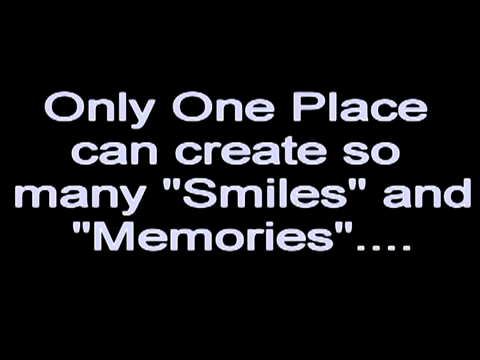 Only One Place
can create so
many "Smiles" and
"Memories"....